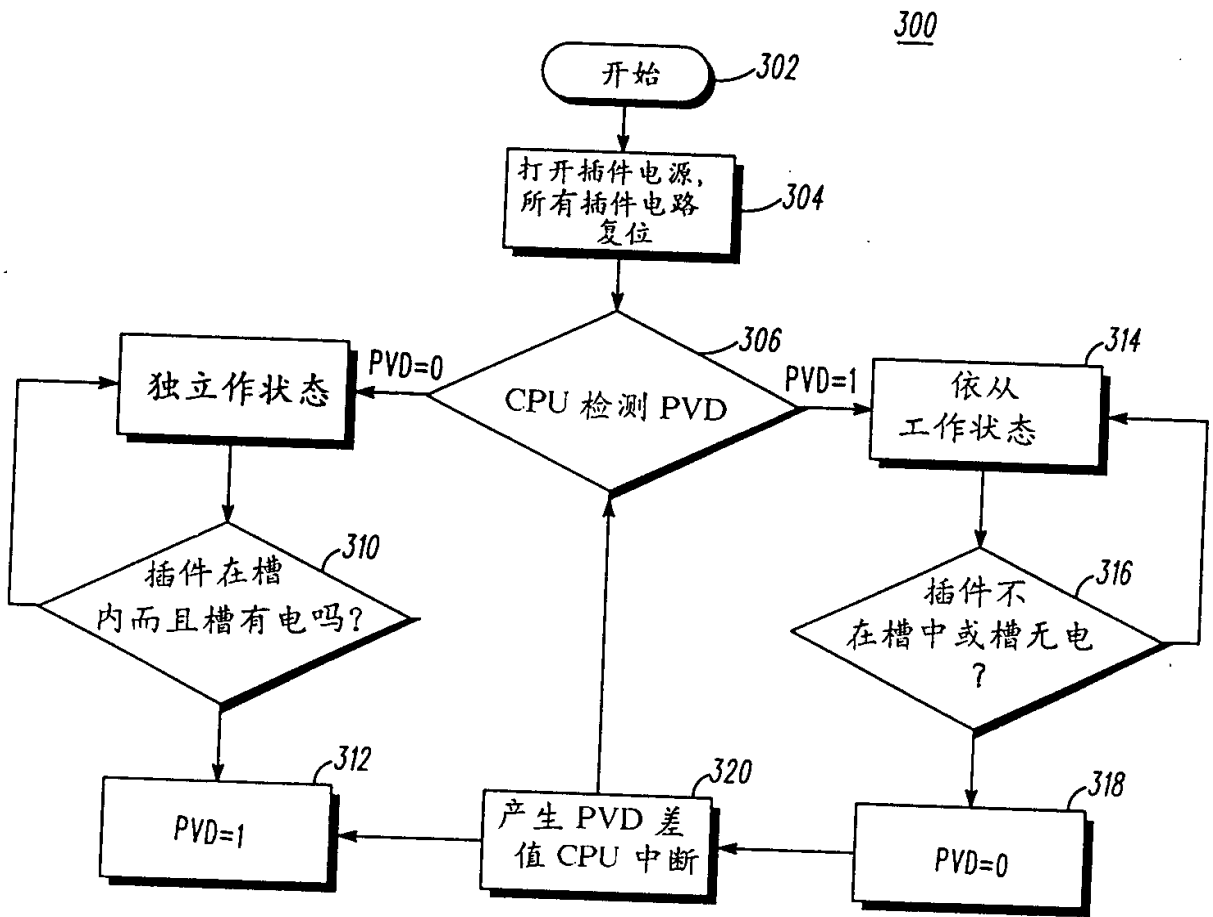 300
开始
302
打开插件电源,
所有插件电路
复位
304
306
CPU 检测 PVD
PVD=0
PVD=1
独立作状态
314
依从
工作状态
310
插件在槽
内而且槽有电吗?
316
插件不
在槽中或槽无电
?
312
PVD=1
320
产生 PVD 差
值 CPU 中断
318
PVD=0